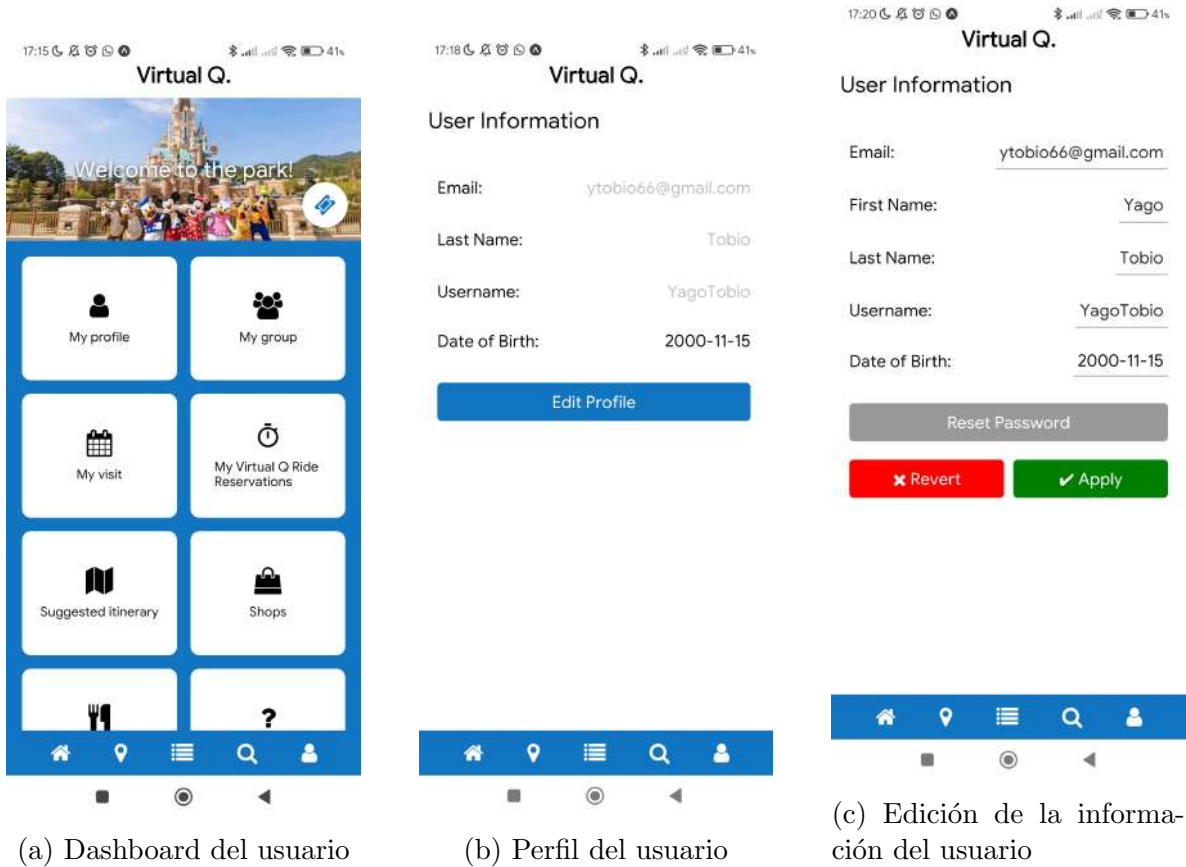 17:15 41%
Virtual Q.
Welcome to the park!
My profile
My group
My visit
My Virtual Q Ride
Reservations
Suggested itinerary
Shops
?
(a) Dashboard del usuario
17:18 41%
Virtual Q.
User Information
Email: ytobio66@gmail.com
Last Name: Tobio
Username: YagoTobio
Date of Birth: 2000-11-15
Edit Profile
(b) Perfil del usuario
17:20 41%
Virtual Q.
User Information
Email: ytobio66@gmail.com
First Name: Yago
Last Name: Tobio
Username: YagoTobio
Date of Birth: 2000-11-15
Reset Password
Revert Apply
(c) Edición de la informa-
ción del usuario